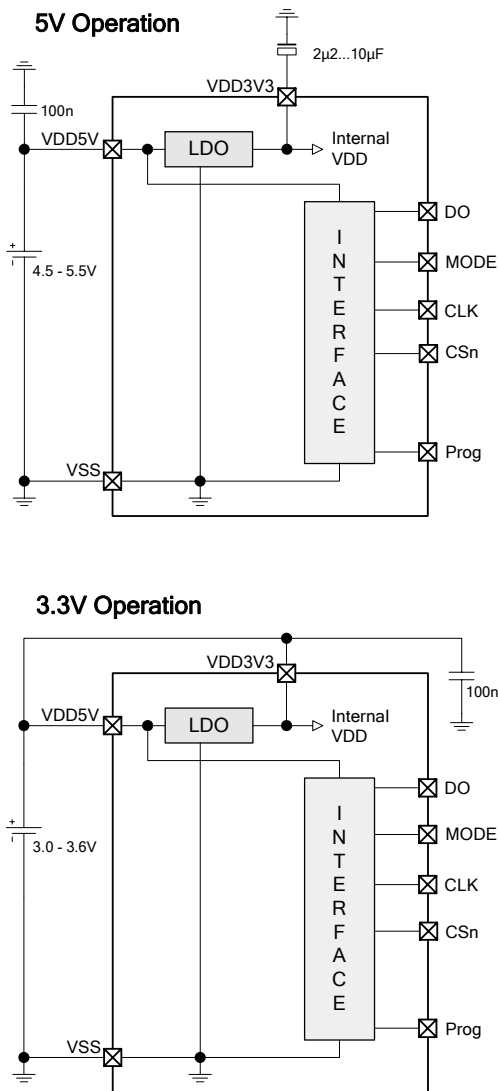 5V Operation
2µ2...10µF
VDD3V3
100n
VDD5V
LDO
Internal
VDD
DO
I
N
T
E
R
F
A
C
E
MODE
+
-
4.5 - 5.5V
CLK
CSn
Prog
VSS
3.3V Operation
VDD3V3
100n
VDD5V
LDO
Internal
VDD
DO
I
N
T
E
R
F
A
C
E
MODE
+
-
3.0 - 3.6V
CLK
CSn
Prog
VSS